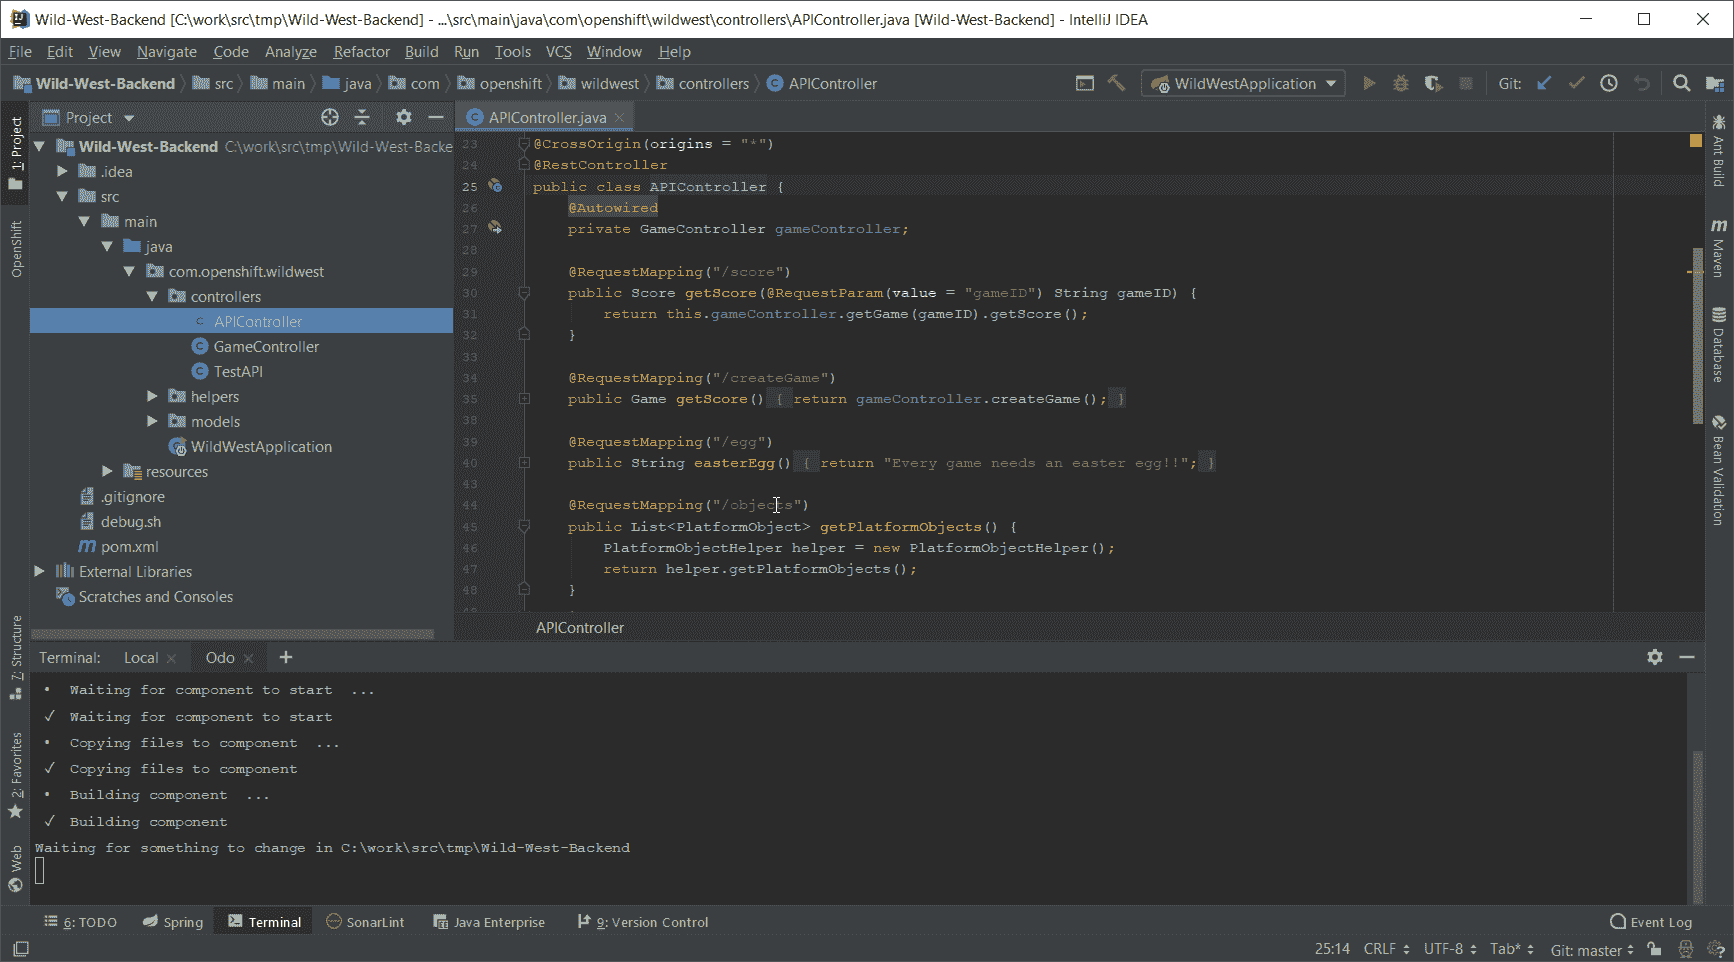 Wild-West-Backend [C:\work\src\tmp\Wild-West-Backend] - ...\src\main\java\com\openshift\wildwest\controllers\APIController.java [Wild-West-Backend] - IntelliJ IDEA
File Edit View Navigate Code Analyze Refactor Build Run Tools VCS Window Help
Wild-West-Backend src main java com openshift wildwest controllers APIController WildWestApplication Git:
1: Project
OpenShift
7: Structure
2: Favorites
Web
Project
Wild-West-Backend C:\work\src\tmp\Wild-West-Backe
.idea
src
main
java
com.openshift.wildwest
controllers
APIController
GameController
TestAPI
helpers
models
WildWestApplication
resources
.gitignore
debug.sh
pom.xml
External Libraries
Scratches and Consoles
APIController.java
23 @CrossOrigin(origins = "*")
24 @RestController
25 public class APIController {
26 @Autowired
27 private GameController gameController;
28
29 @RequestMapping("/score")
30 public Score getScore(@RequestParam(value = "gameID") String gameID) {
31 return this.gameController.getGame(gameID).getScore();
32 }
33
34 @RequestMapping("/createGame")
35 public Game getScore() { return gameController.createGame(); }
38
39 @RequestMapping("/egg")
40 public String easterEgg() { return "Every game needs an easter egg!!"; }
43
44 @RequestMapping("/objects")
45 public List<PlatformObject> getPlatformObjects() {
46 PlatformObjectHelper helper = new PlatformObjectHelper();
47 return helper.getPlatformObjects();
48 }
APIController
Ant Build
Maven
Database
Bean Validation
Terminal: Local Odo +
• Waiting for component to start ...
✓ Waiting for component to start
• Copying files to component ...
✓ Copying files to component
• Building component ...
✓ Building component
Waiting for something to change in C:\work\src\tmp\Wild-West-Backend
6: TODO Spring Terminal SonarLint Java Enterprise 9: Version Control Event Log
25:14 CRLF UTF-8 Tab* Git: master